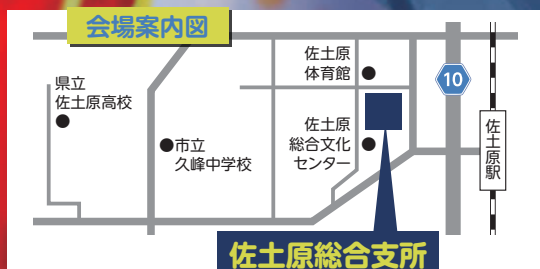 会場案内図
県立
佐土原高校
市立
久峰中学校
佐土原
体育館
佐土原
総合文化
センター
10
佐土原駅
佐土原総合支所